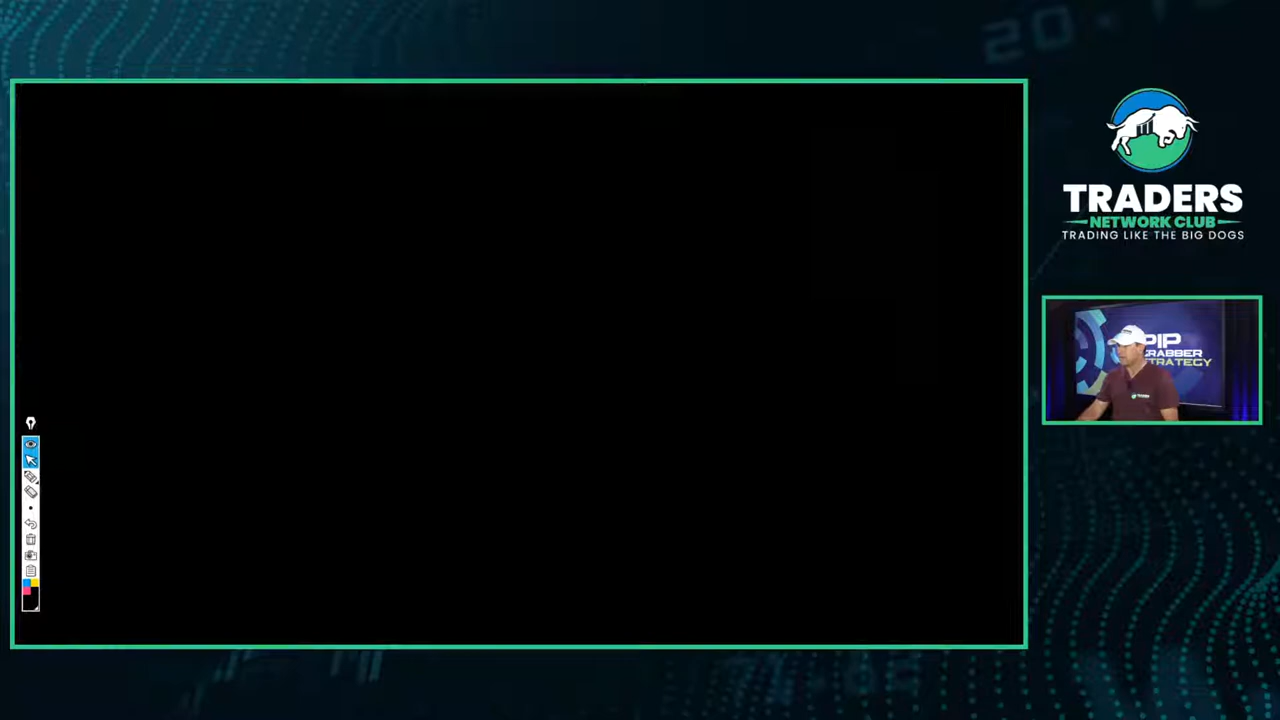 TRADERS
NETWORK CLUB
TRADING LIKE THE BIG DOGS
PIP
GRABBER
STRATEGY